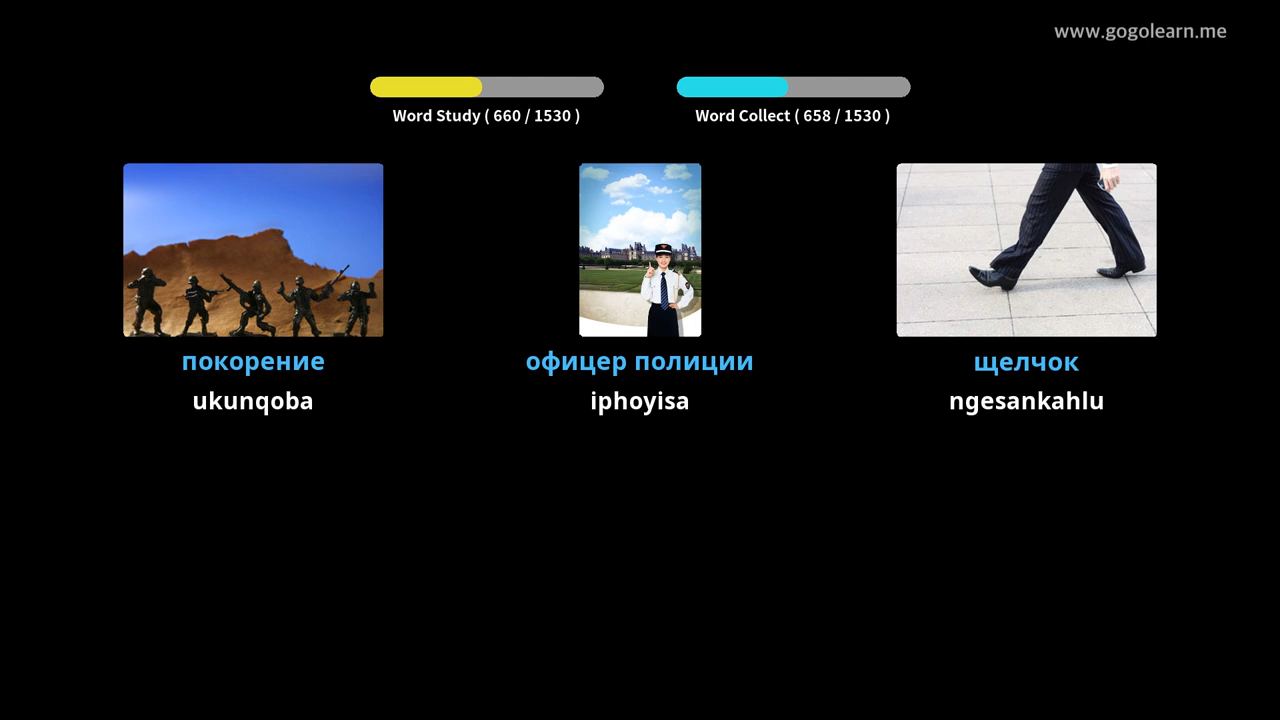 www.gogolearn.me
Word Study ( 660 / 1530 )
Word Collect ( 658 / 1530 )
покорение
ukunqoba
офицер полиции
iphoyisa
щелчок
ngesankahlu